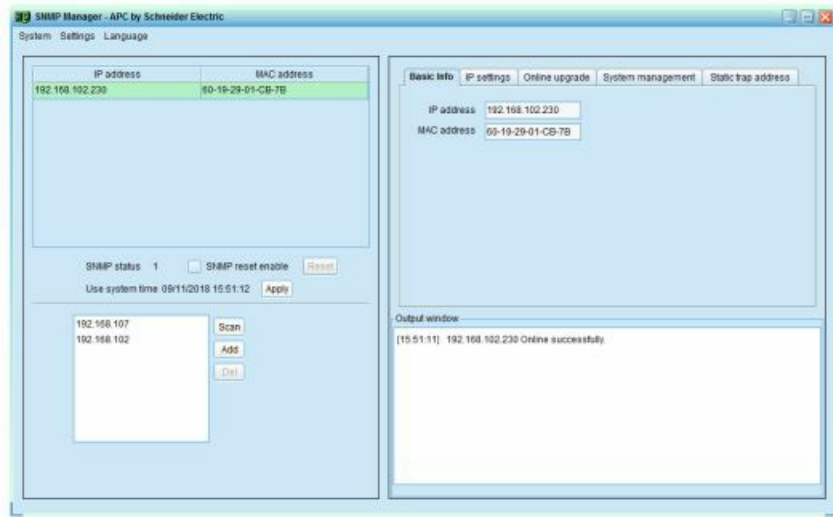 SNMP Manager - APC by Schneider Electric
System Settings Language
IP address MAC address
192.168.102.230 60-19-29-01-CB-7B
SNMP status 1 SNMP reset enable Reset
Use system time 09/11/2018 15:51:12 Apply
192.168.107
192.168.102
Scan
Add
Del
Basic Info IP settings Online upgrade System management Static trap address
IP address 192.168.102.230
MAC address 60-19-29-01-CB-7B
Output window
[15:51:11] 192.168.102.230 Online successfully.